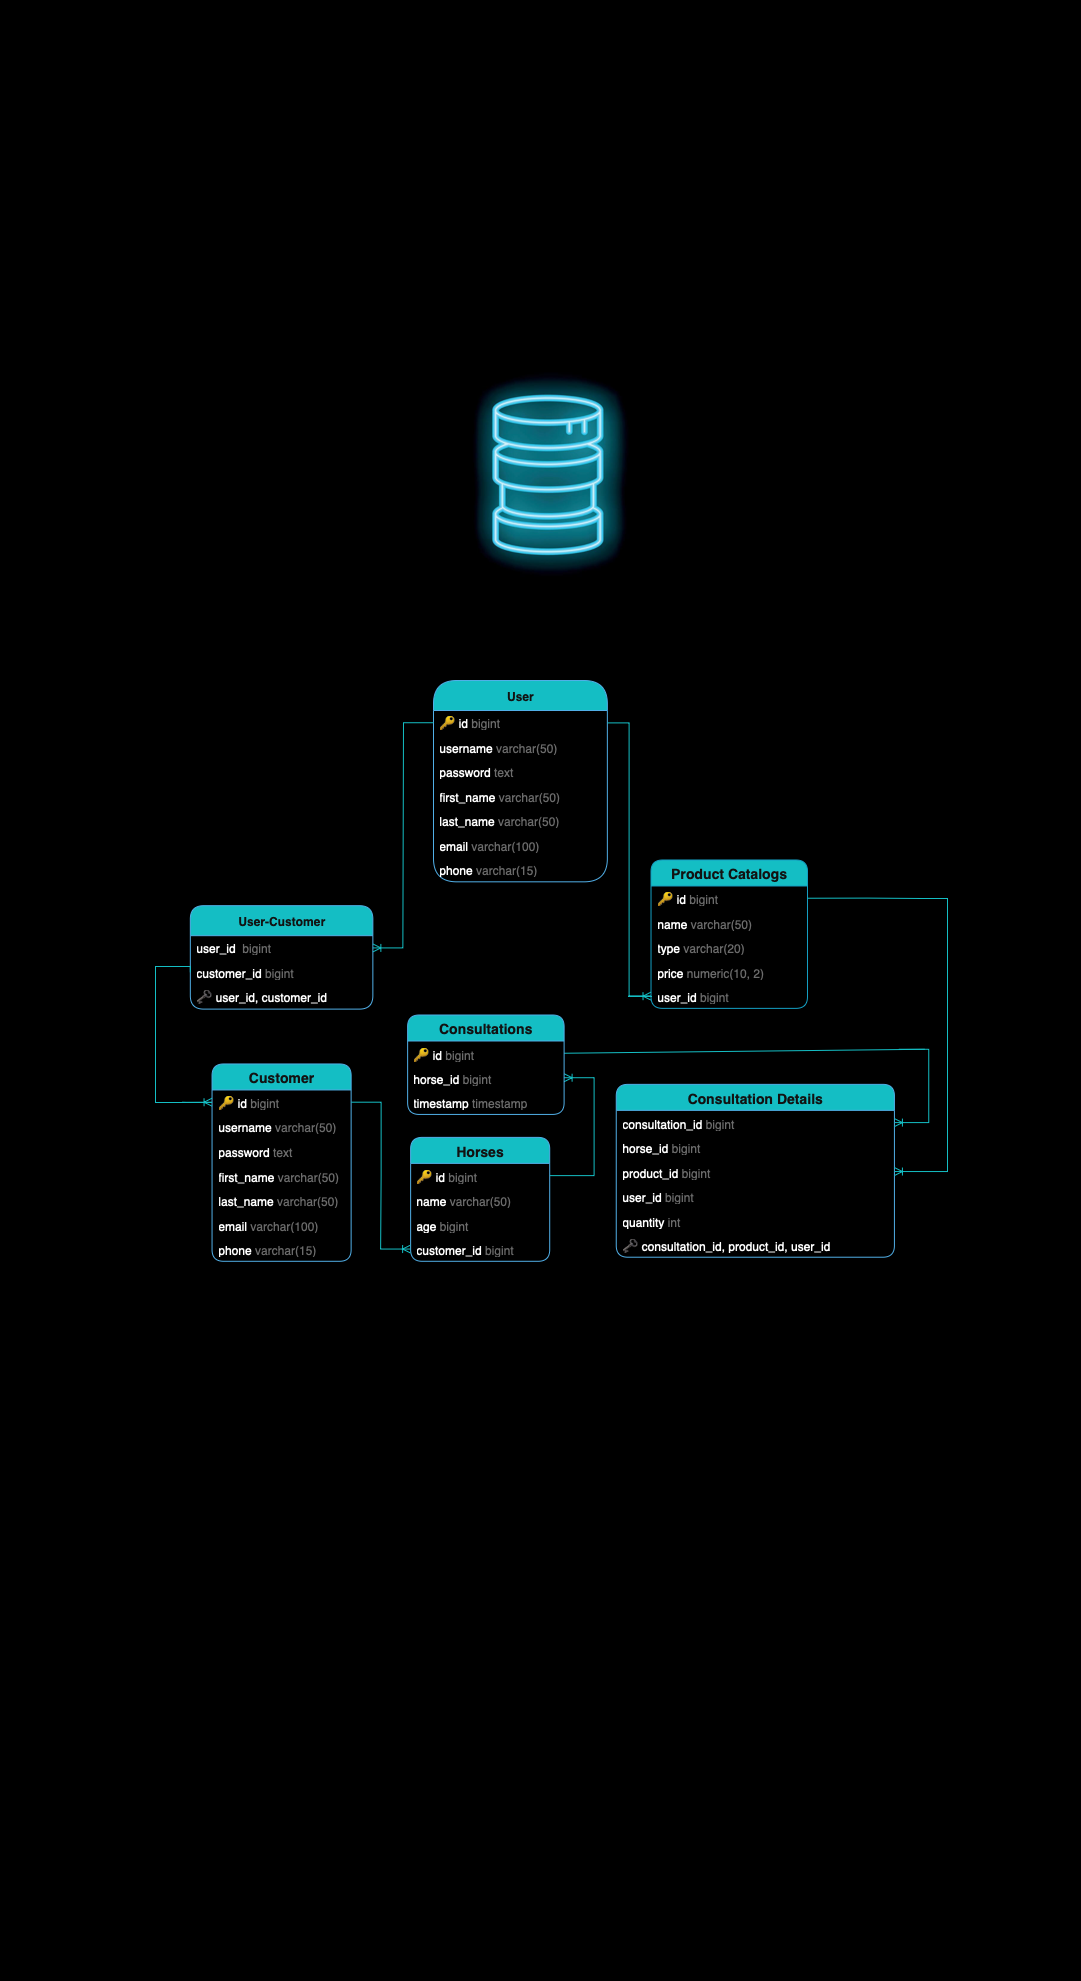 User
id bigint
username varchar(50)
password text
first_name varchar(50)
last_name varchar(50)
email varchar(100)
phone varchar(15)
Product Catalogs
id bigint
name varchar(50)
type varchar(20)
price numeric(10, 2)
user_id bigint
User-Customer
user_id bigint
customer_id bigint
user_id, customer_id
Consultations
id bigint
horse_id bigint
timestamp timestamp
Customer
id bigint
username varchar(50)
password text
first_name varchar(50)
last_name varchar(50)
email varchar(100)
phone varchar(15)
Horses
id bigint
name varchar(50)
age bigint
customer_id bigint
Consultation Details
consultation_id bigint
horse_id bigint
product_id bigint
user_id bigint
quantity int
consultation_id, product_id, user_id